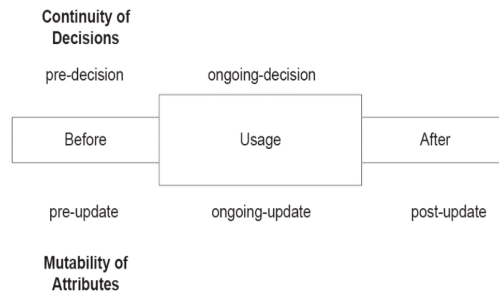 Continuity of
Decisions
pre-decision ongoing-decision
Before Usage After
pre-update ongoing-update post-update
Mutability of
Attributes